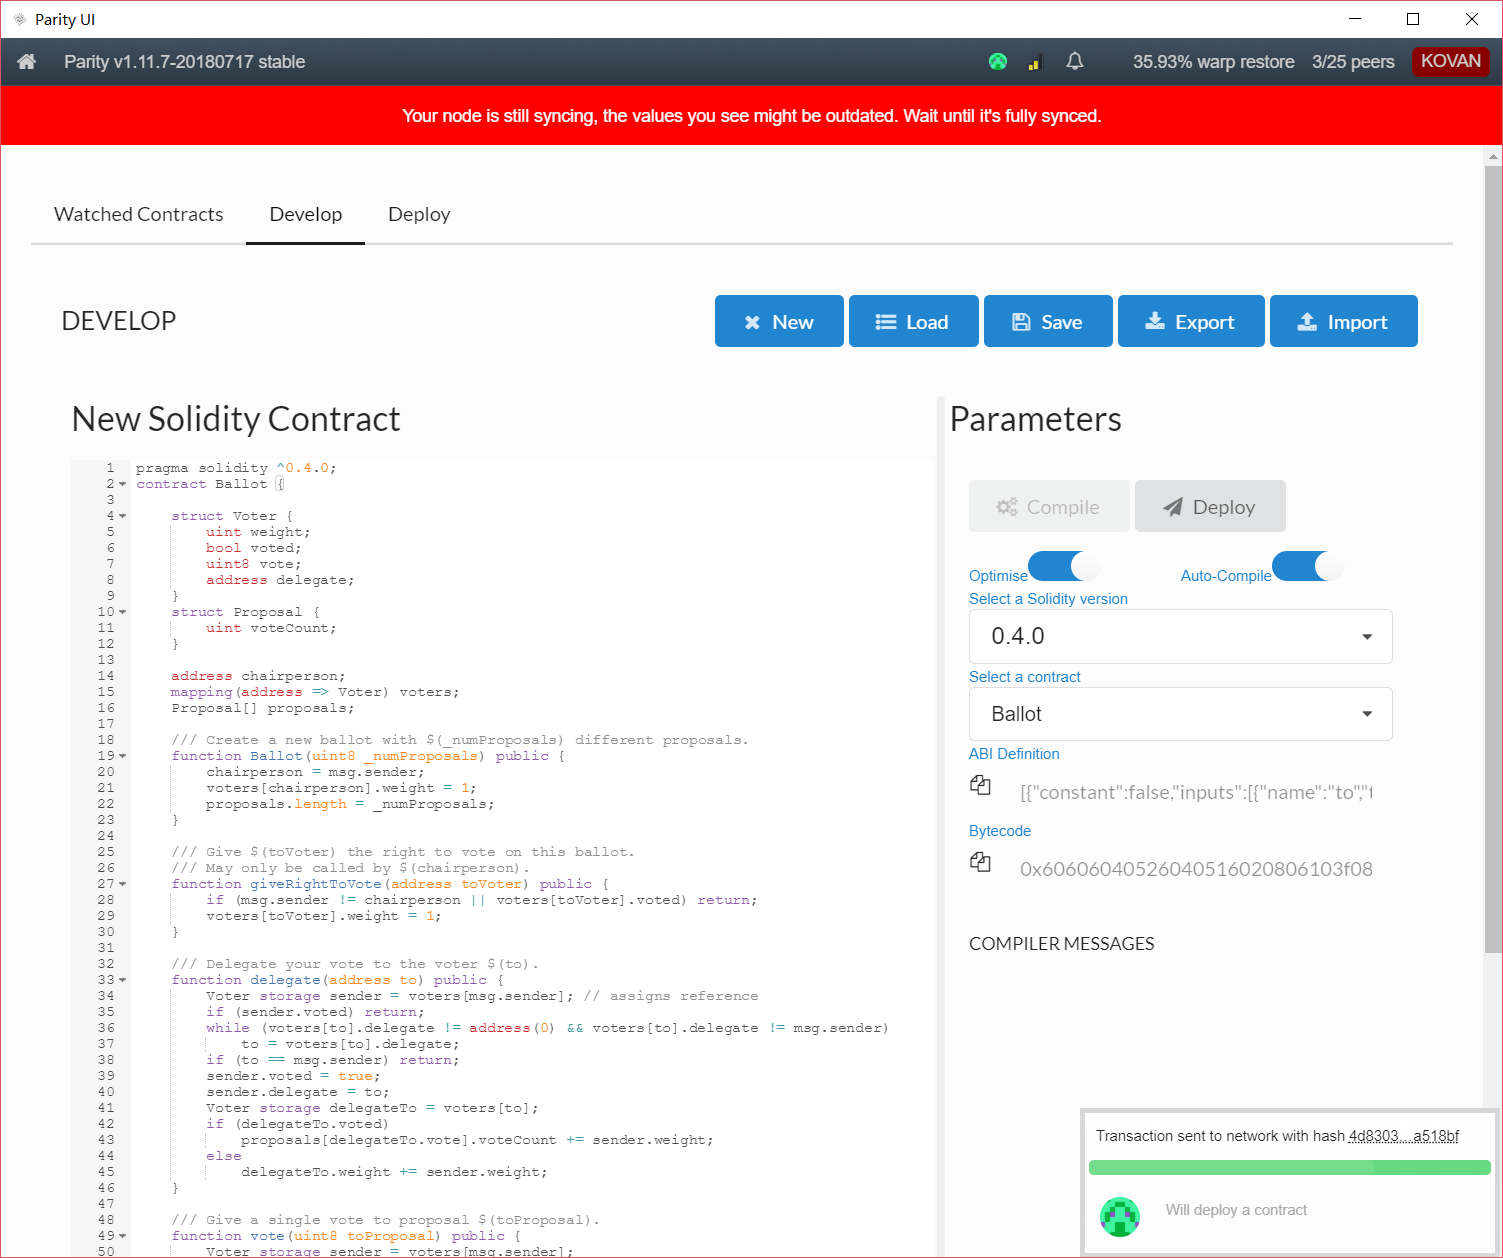 Parity UI
Parity v1.11.7-20180717 stable
35.93% warp restore 3/25 peers KOVAN
Your node is still syncing, the values you see might be outdated. Wait until it's fully synced.
Watched Contracts Develop Deploy
DEVELOP
New Load Save Export Import
New Solidity Contract
1 pragma solidity ^0.4.0;
2 contract Ballot {
3
4 struct Voter {
5 uint weight;
6 bool voted;
7 uint8 vote;
8 address delegate;
9 }
10 struct Proposal {
11 uint voteCount;
12 }
13
14 address chairperson;
15 mapping(address => Voter) voters;
16 Proposal[] proposals;
17
18 /// Create a new ballot with $(_numProposals) different proposals.
19 function Ballot(uint8 _numProposals) public {
20 chairperson = msg.sender;
21 voters[chairperson].weight = 1;
22 proposals.length = _numProposals;
23 }
24
25 /// Give $(toVoter) the right to vote on this ballot.
26 /// May only be called by $(chairperson).
27 function giveRightToVote(address toVoter) public {
28 if (msg.sender != chairperson || voters[toVoter].voted) return;
29 voters[toVoter].weight = 1;
30 }
31
32 /// Delegate your vote to the voter $(to).
33 function delegate(address to) public {
34 Voter storage sender = voters[msg.sender]; // assigns reference
35 if (sender.voted) return;
36 while (voters[to].delegate != address(0) && voters[to].delegate != msg.sender)
37 to = voters[to].delegate;
38 if (to == msg.sender) return;
39 sender.voted = true;
40 sender.delegate = to;
41 Voter storage delegateTo = voters[to];
42 if (delegateTo.voted)
43 proposals[delegateTo.vote].voteCount += sender.weight;
44 else
45 delegateTo.weight += sender.weight;
46 }
47
48 /// Give a single vote to proposal $(toProposal).
49 function vote(uint8 toProposal) public {
50 Voter storage sender = voters[msg.sender];
Parameters
Compile Deploy
Optimise Auto-Compile
Select a Solidity version
0.4.0
Select a contract
Ballot
ABI Definition
[{"constant":false,"inputs":[{"name":"to","t
Bytecode
0x60606040526040516020806103f08
COMPILER MESSAGES
Transaction sent to network with hash 4d8303...a518bf
Will deploy a contract